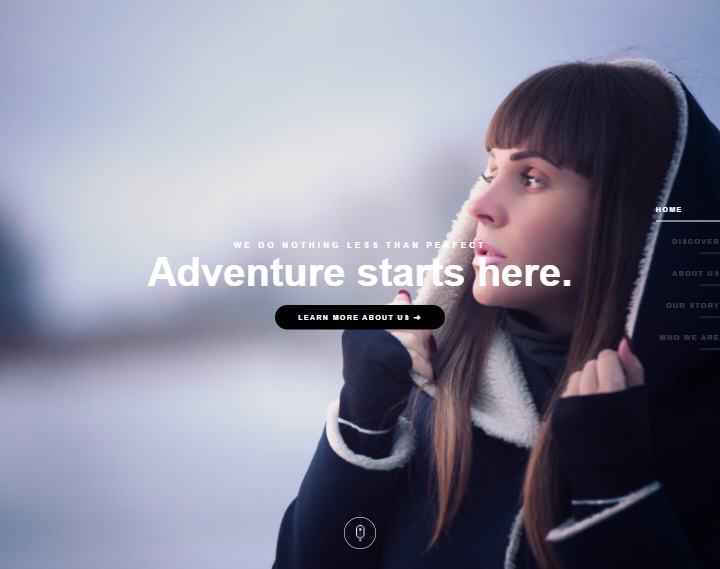 HOME
DISCOVER
ABOUT US
OUR STORY
WHO WE ARE
WE DO NOTHING LESS THAN PERFECT
Adventure starts here.
LEARN MORE ABOUT US ➔